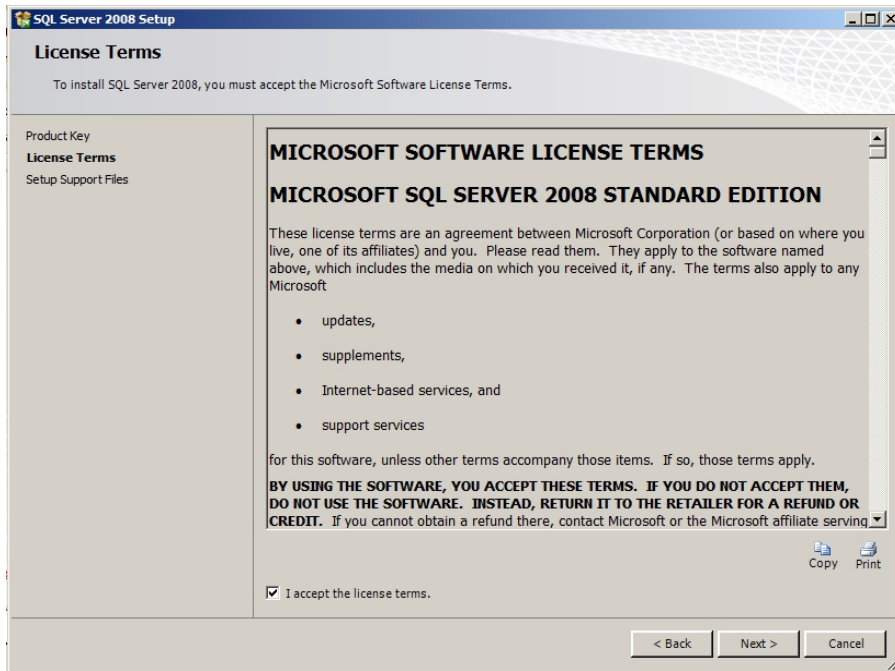 SQL Server 2008 Setup
License Terms
To install SQL Server 2008, you must accept the Microsoft Software License Terms.
Product Key
License Terms
Setup Support Files
MICROSOFT SOFTWARE LICENSE TERMS
MICROSOFT SQL SERVER 2008 STANDARD EDITION
These license terms are an agreement between Microsoft Corporation (or based on where you
live, one of its affiliates) and you.  Please read them.  They apply to the software named
above, which includes the media on which you received it, if any.  The terms also apply to any
Microsoft
• updates,
• supplements,
• Internet-based services, and
• support services
for this software, unless other terms accompany those items.  If so, those terms apply.
BY USING THE SOFTWARE, YOU ACCEPT THESE TERMS.  IF YOU DO NOT ACCEPT THEM,
DO NOT USE THE SOFTWARE.  INSTEAD, RETURN IT TO THE RETAILER FOR A REFUND OR
CREDIT.  If you cannot obtain a refund there, contact Microsoft or the Microsoft affiliate serving
Copy Print
I accept the license terms.
< Back Next > Cancel